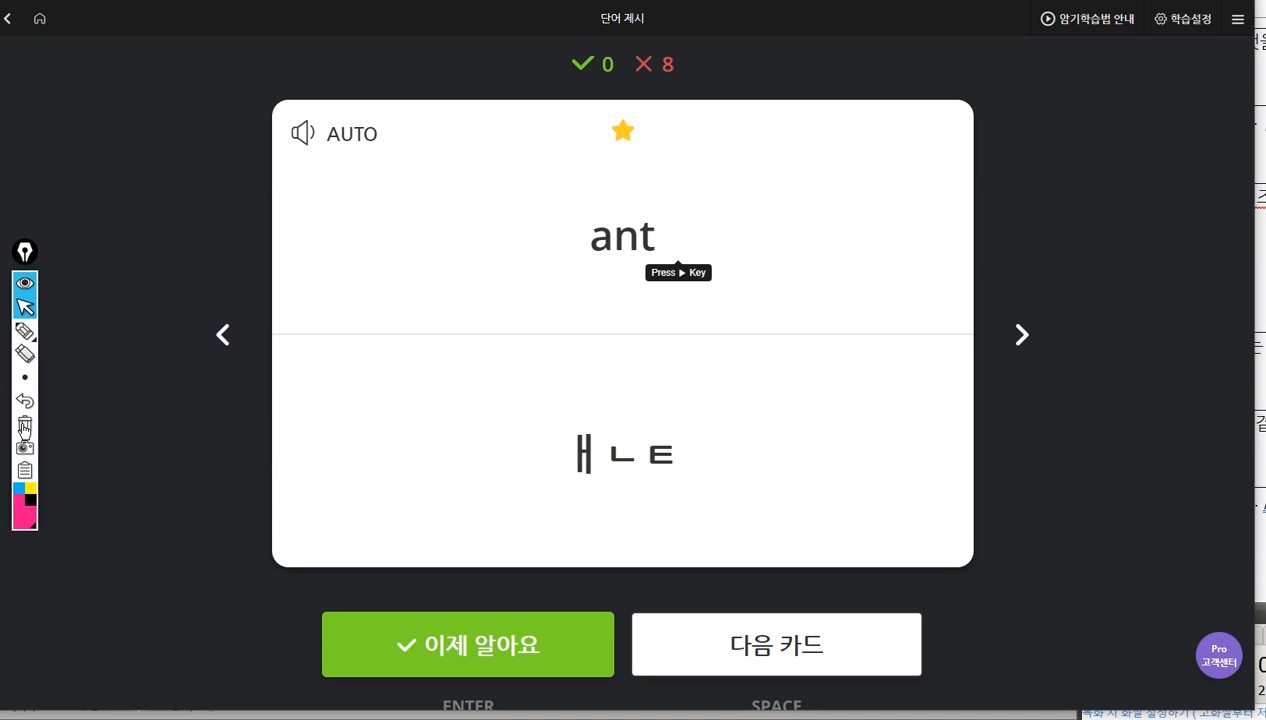 단어 제시
암기학습법 안내
학습설정
0
8
AUTO
ant
Press ▶ Key
ㅐㄴㅌ
이제 알아요
다음 카드
Pro
고객센터
ENTER
SPACE